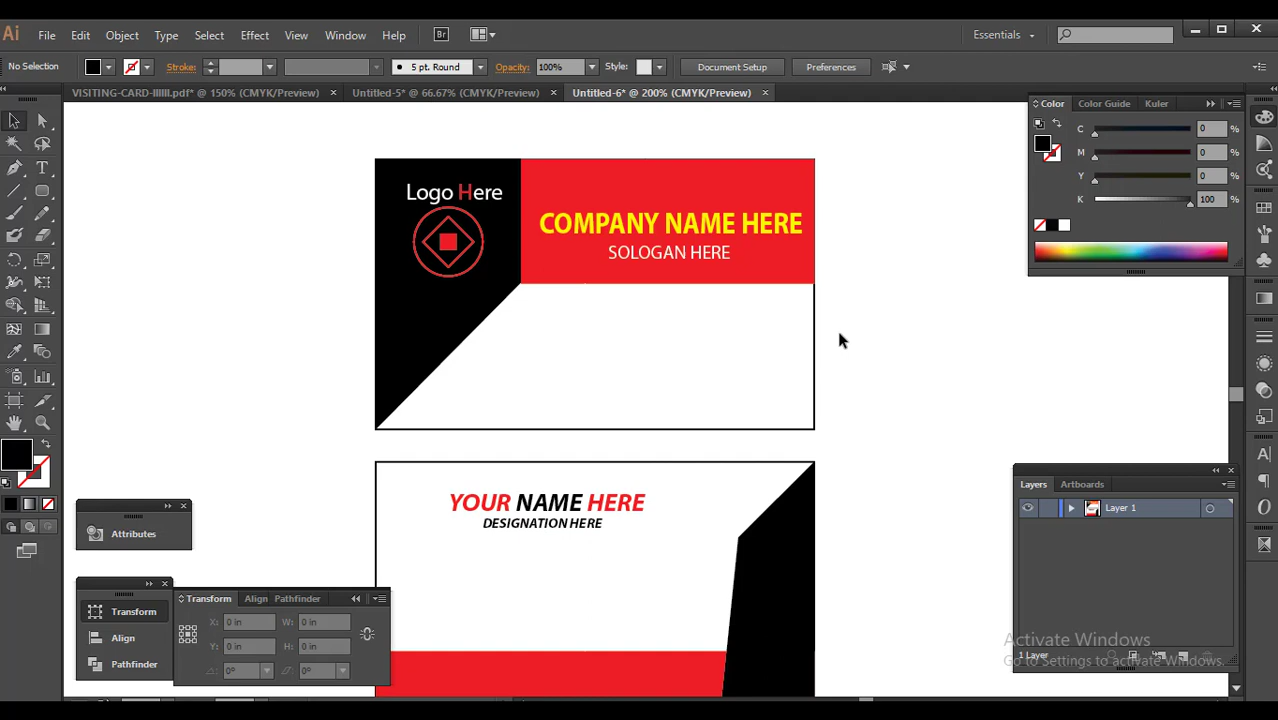 Ai File Edit Object Type Select Effect View Window Help Br Essentials
No Selection Stroke: 5 pt. Round Opacity: 100% Style: Document Setup Preferences
VISITING-CARD-llllll.pdf* @ 150% (CMYK/Preview) × Untitled-5* @ 66.67% (CMYK/Preview) × Untitled-6* @ 200% (CMYK/Preview) ×
Color Color Guide Kuler
C 0 %
M 0 %
Y 0 %
K 100 %
Logo Here
COMPANY NAME HERE
SOLOGAN HERE
YOUR NAME HERE
DESIGNATION HERE
Layers Artboards
Layer 1
1 Layer
Attributes
Transform
Align
Pathfinder
Transform Align Pathfinder
X: 0 in W: 0 in
Y: 0 in H: 0 in
0° 0°
Activate Windows
Go to Settings to activate Windows.